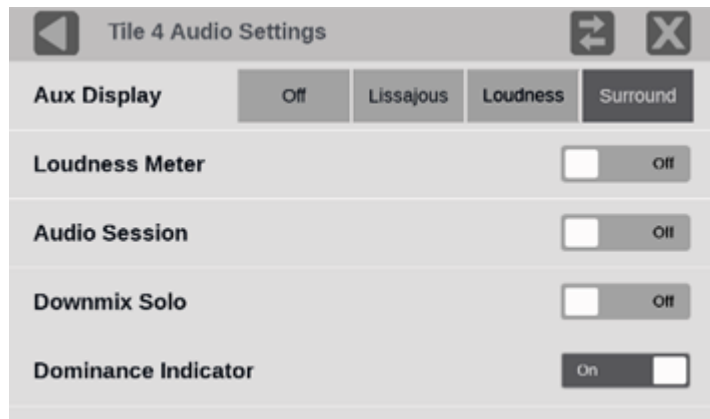 Tile 4 Audio Settings
Aux Display Off Lissajous Loudness Surround
Loudness Meter Off
Audio Session Off
Downmix Solo Off
Dominance Indicator On